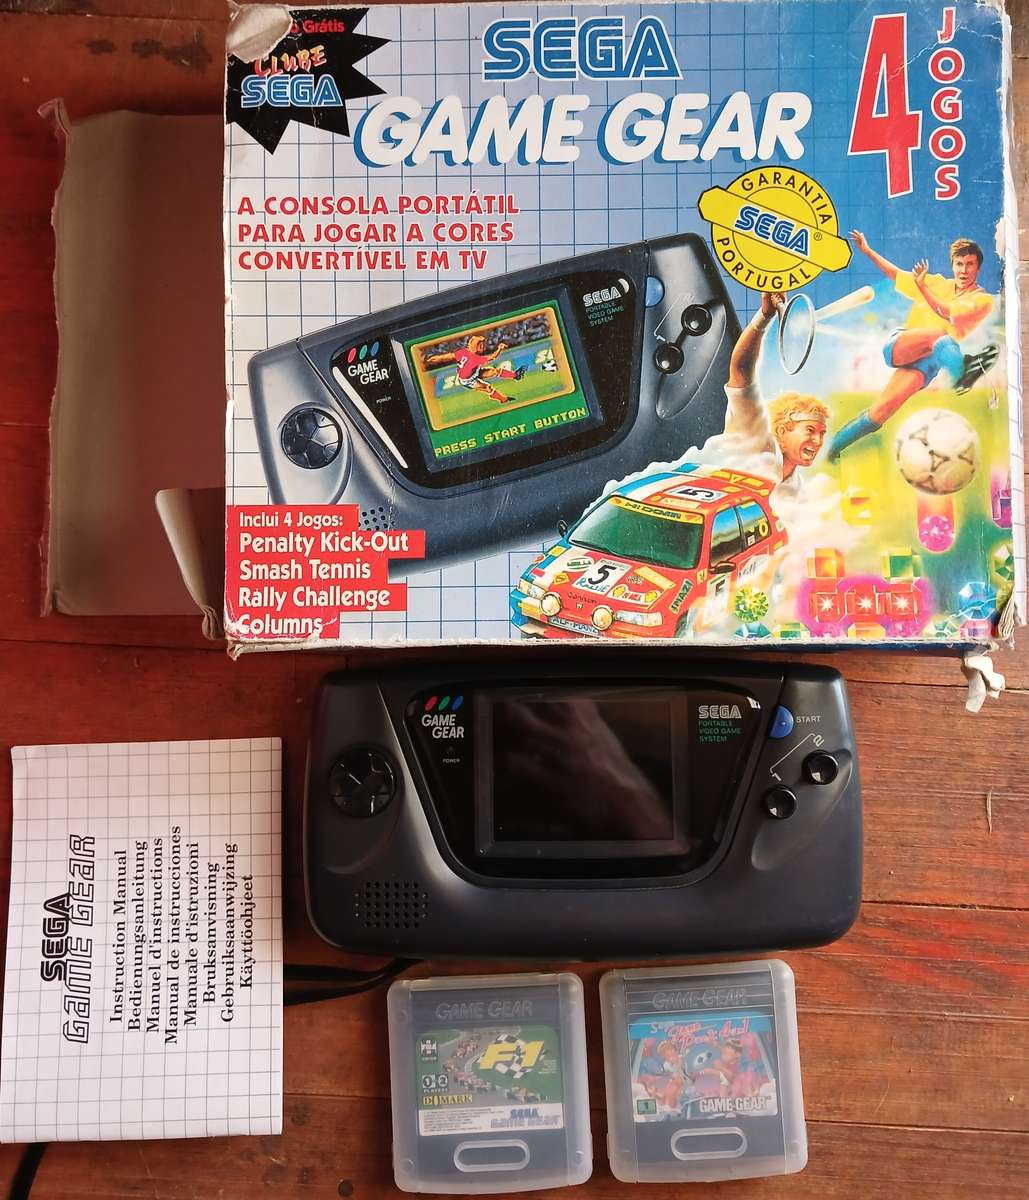 Grátis
CLUBE
SEGA
SEGA
GAME GEAR
4
JOGOS
A CONSOLA PORTÁTIL
PARA JOGAR A CORES
CONVERTÍVEL EM TV
GARANTIA
SEGA®
PORTUGAL
SEGA
PORTABLE
VIDEO GAME
SYSTEM
GAME
GEAR
POWER
PRESS START BUTTON
Inclui 4 Jogos:
Penalty Kick-Out
Smash Tennis
Rally Challenge
Columns
5
5
6
GAME
GEAR
POWER
SEGA
PORTABLE
VIDEO GAME
SYSTEM
START
1
2
SEGA
GAME GEAR
Instruction Manual
Bedienungsanleitung
Manuel d'instructions
Manual de instrucciones
Manuale d'istruzioni
Bruksanvisning
Gebruiksaanwijzing
Käyttöohjeet
GAME GEAR
F1
PLAYERS
DOMARK
SEGA
GAME GEAR
GAME GEAR
GAME GEAR